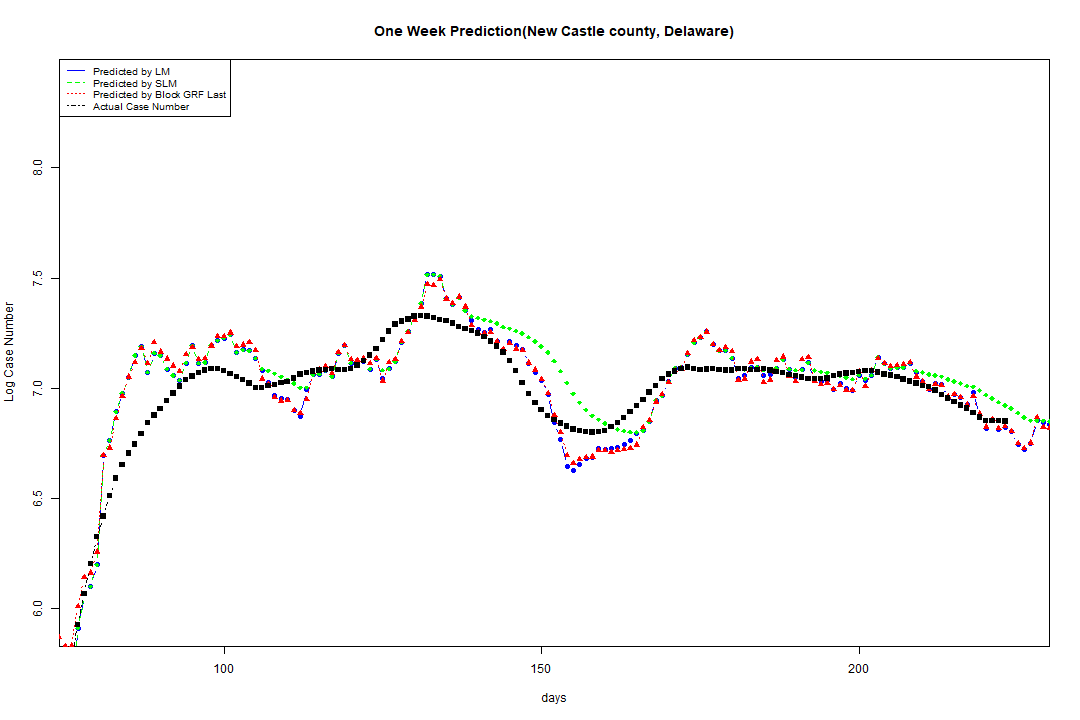 One Week Prediction(New Castle county, Delaware)
Predicted by LM
Predicted by SLM
Predicted by Block GRF Last
Actual Case Number
Log Case Number
8.0
7.5
7.0
6.5
6.0
100 150 200
days